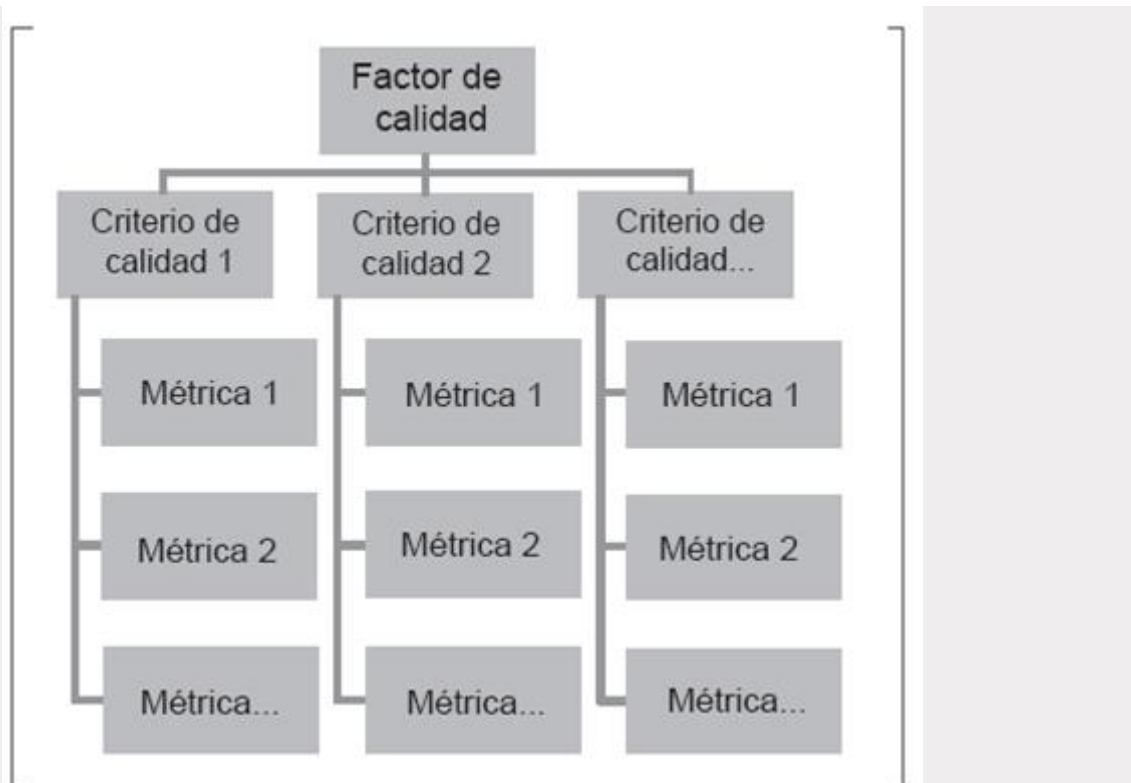 Factor de
calidad
Criterio de
calidad 1
Criterio de
calidad 2
Criterio de
calidad...
Métrica 1
Métrica 1
Métrica 1
Métrica 2
Métrica 2
Métrica 2
Métrica...
Métrica...
Métrica...